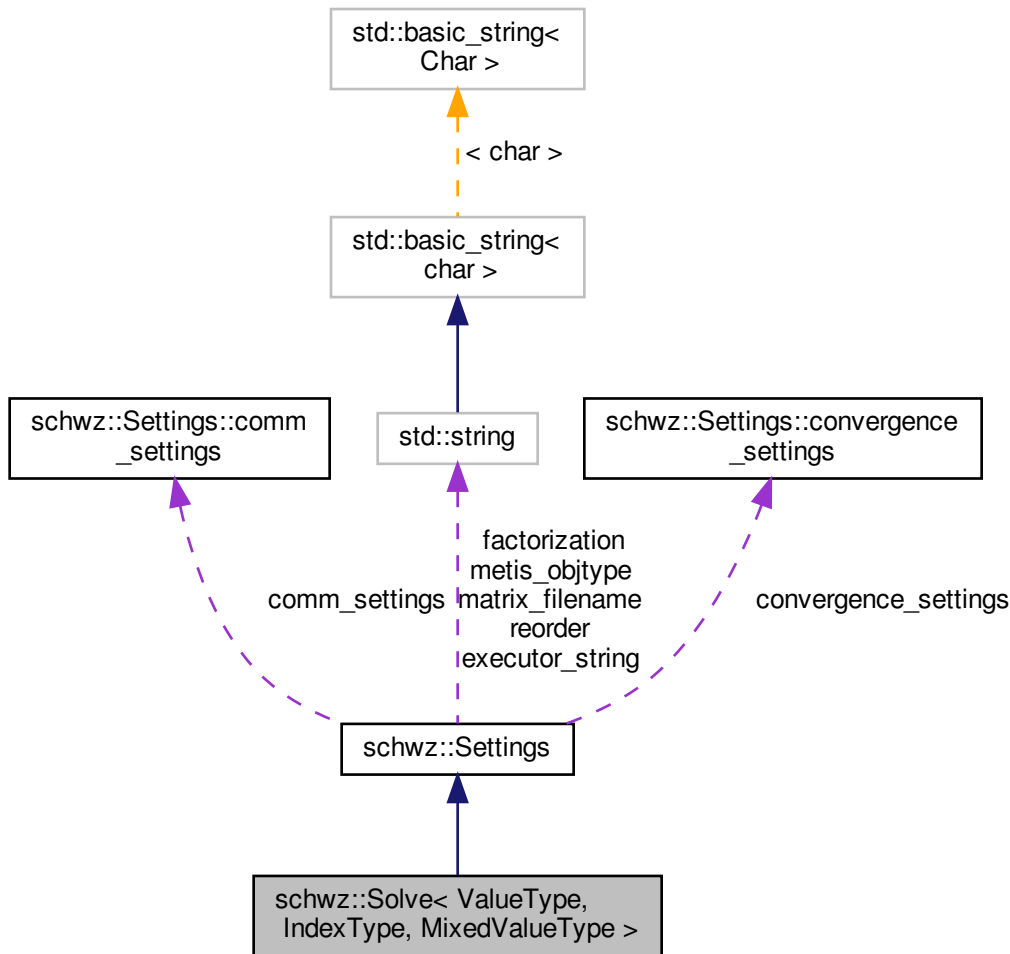 std::basic_string<
Char >
< char >
std::basic_string<
char >
schwz::Settings::comm
_settings
std::string
schwz::Settings::convergence
_settings
factorization
metis_objtype
comm_settings
matrix_filename
convergence_settings
reorder
executor_string
schwz::Settings
schwz::Solve< ValueType,
IndexType, MixedValueType >